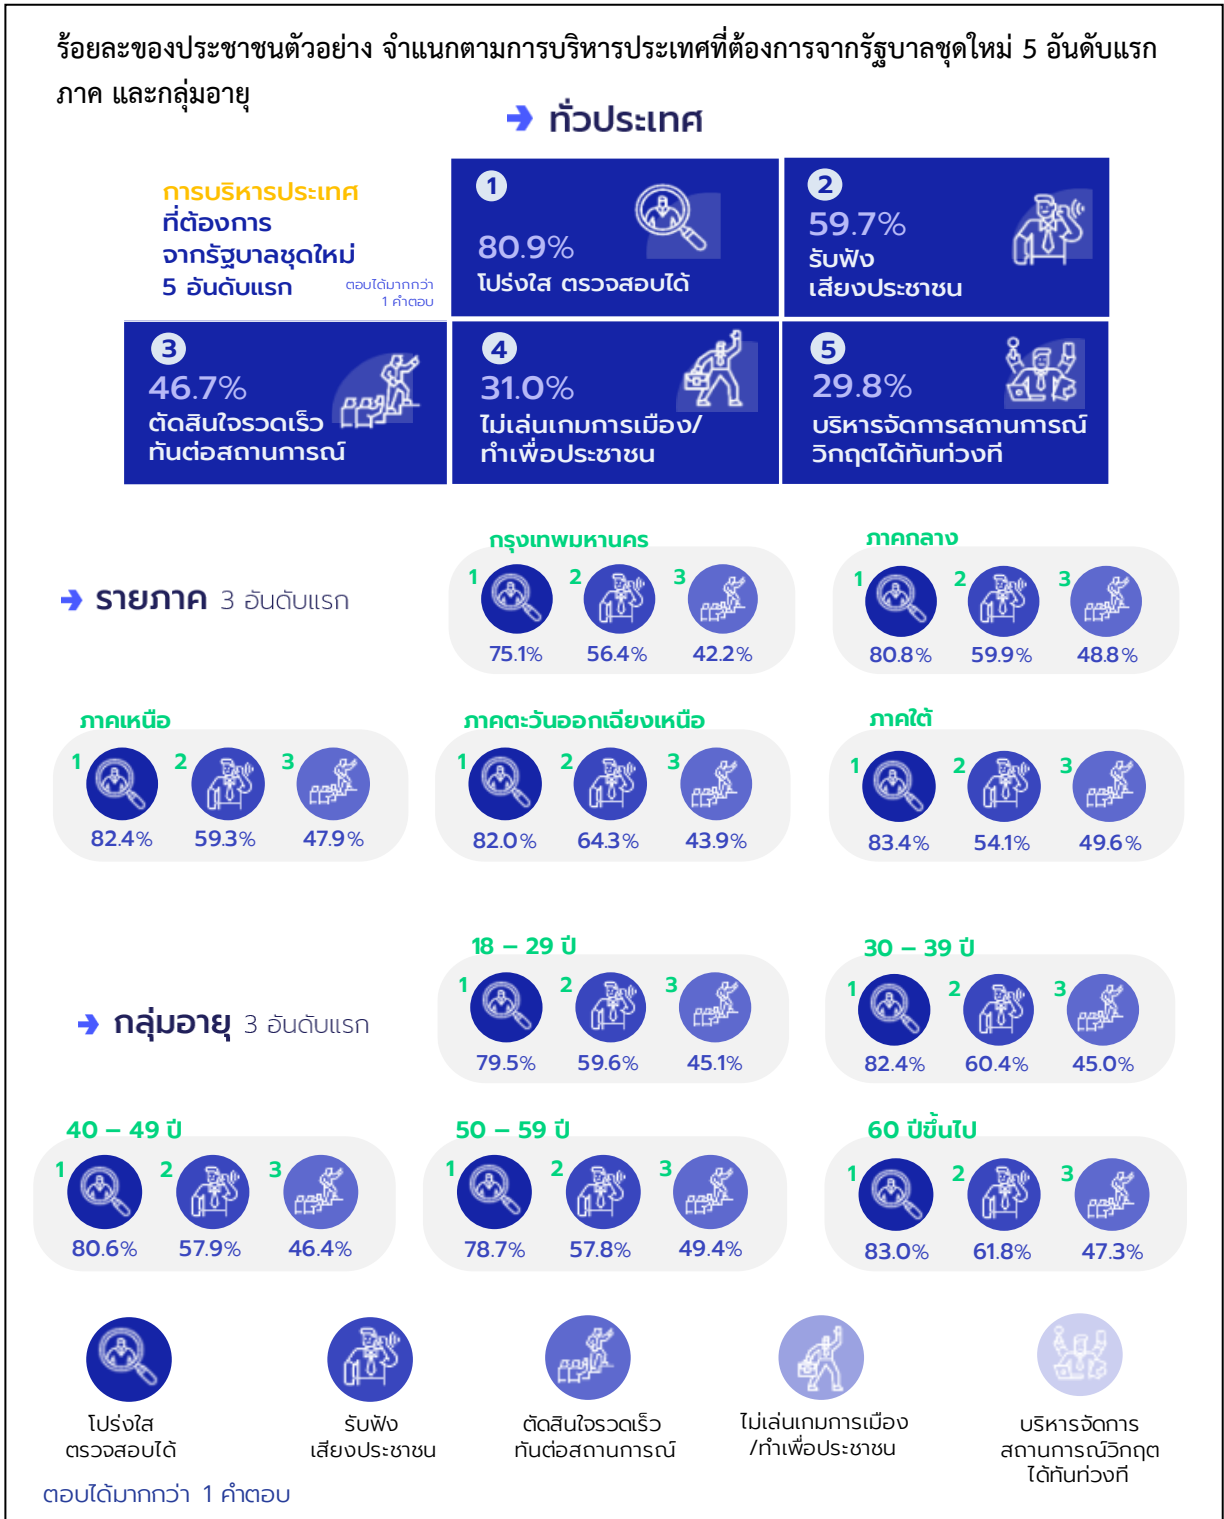 ร้อยละของประชาชนตัวอย่าง จำแนกตามการบริหารประเทศที่ต้องการจากรัฐบาลชุดใหม่ 5 อันดับแรก
ภาค และกลุ่มอายุ
ทั่วประเทศ
การบริหารประเทศ
ที่ต้องการ
จากรัฐบาลชุดใหม่
5 อันดับแรก
ตอบได้มากกว่า
1 คำตอบ
1
80.9%
โปร่งใส ตรวจสอบได้
2
59.7%
รับฟัง
เสียงประชาชน
3
46.7%
ตัดสินใจรวดเร็ว
ทันต่อสถานการณ์
4
31.0%
ไม่เล่นเกมการเมือง/
ทำเพื่อประชาชน
5
29.8%
บริหารจัดการสถานการณ์
วิกฤตได้ทันท่วงที
รายภาค 3 อันดับแรก
กรุงเทพมหานคร
1 2 3
75.1% 56.4% 42.2%
ภาคกลาง
1 2 3
80.8% 59.9% 48.8%
ภาคเหนือ
1 2 3
82.4% 59.3% 47.9%
ภาคตะวันออกเฉียงเหนือ
1 2 3
82.0% 64.3% 43.9%
ภาคใต้
1 2 3
83.4% 54.1% 49.6%
กลุ่มอายุ 3 อันดับแรก
18 – 29 ปี
1 2 3
79.5% 59.6% 45.1%
30 – 39 ปี
1 2 3
82.4% 60.4% 45.0%
40 – 49 ปี
1 2 3
80.6% 57.9% 46.4%
50 – 59 ปี
1 2 3
78.7% 57.8% 49.4%
60 ปีขึ้นไป
1 2 3
83.0% 61.8% 47.3%
โปร่งใส
ตรวจสอบได้
รับฟัง
เสียงประชาชน
ตัดสินใจรวดเร็ว
ทันต่อสถานการณ์
ไม่เล่นเกมการเมือง
/ทำเพื่อประชาชน
บริหารจัดการ
สถานการณ์วิกฤต
ได้ทันท่วงที
ตอบได้มากกว่า 1 คำตอบ